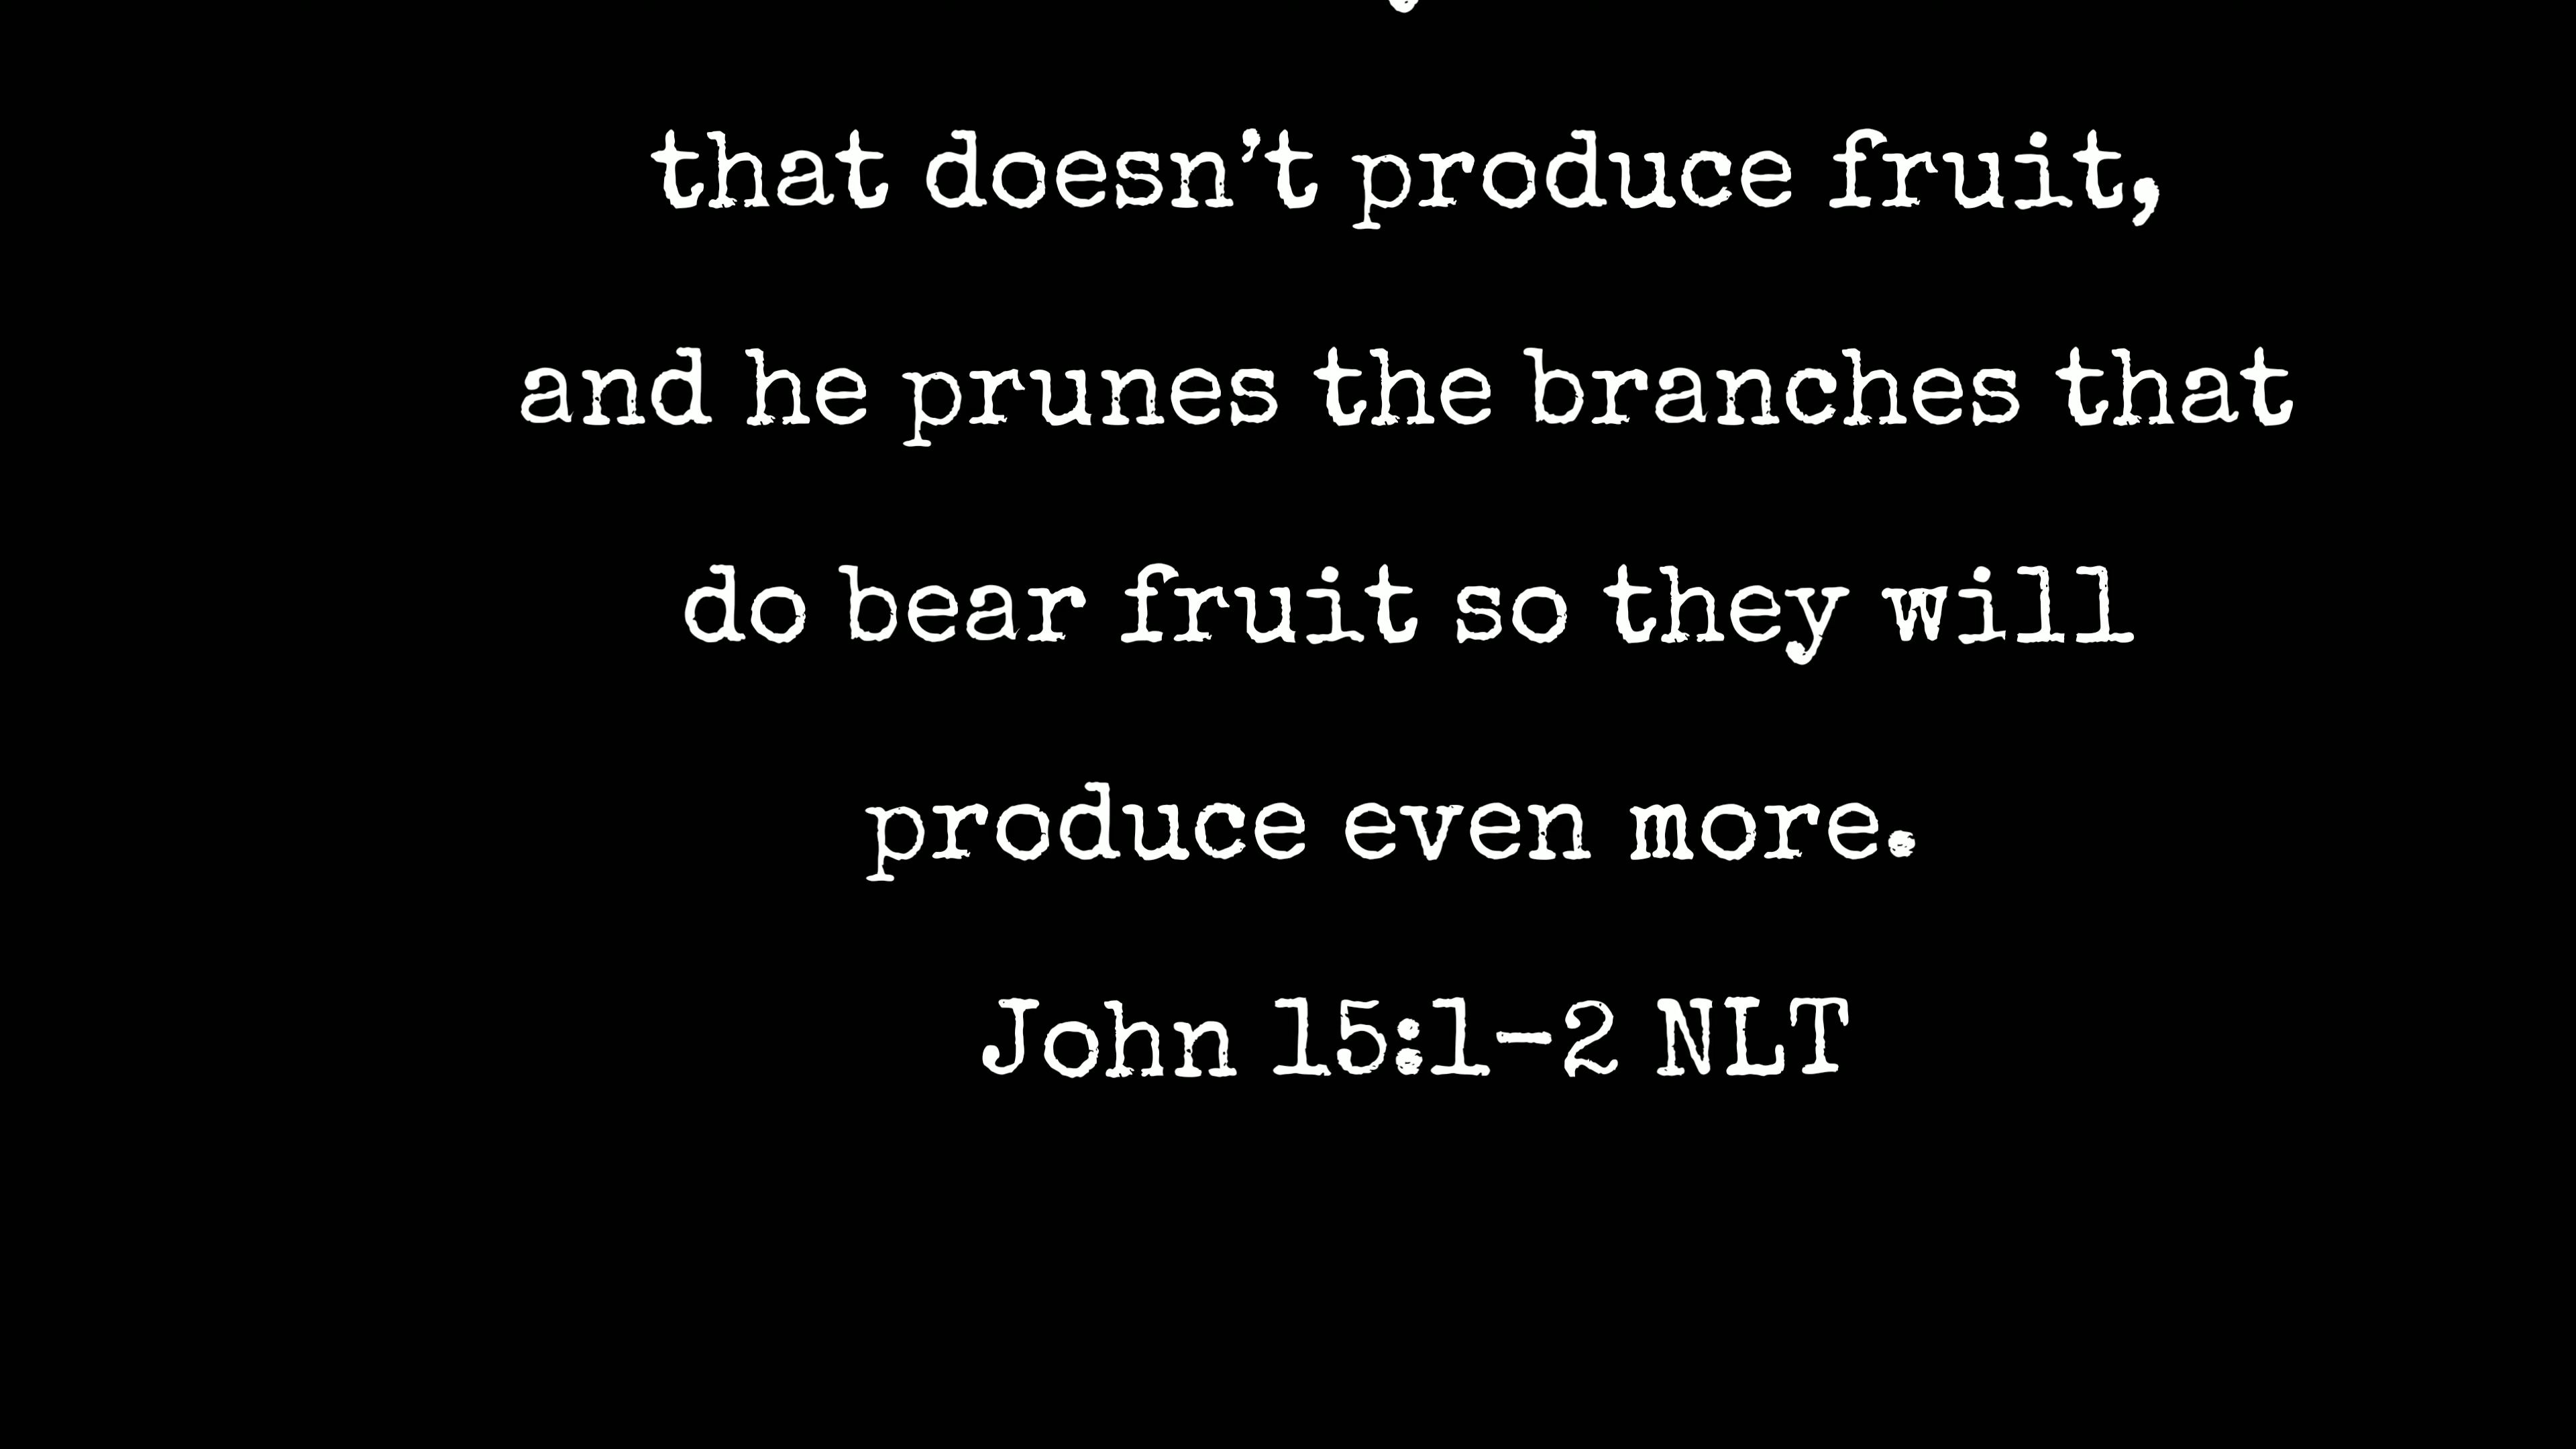 that doesn’t produce fruit,
and he prunes the branches that
do bear fruit so they will
produce even more.
John 15:1-2 NLT